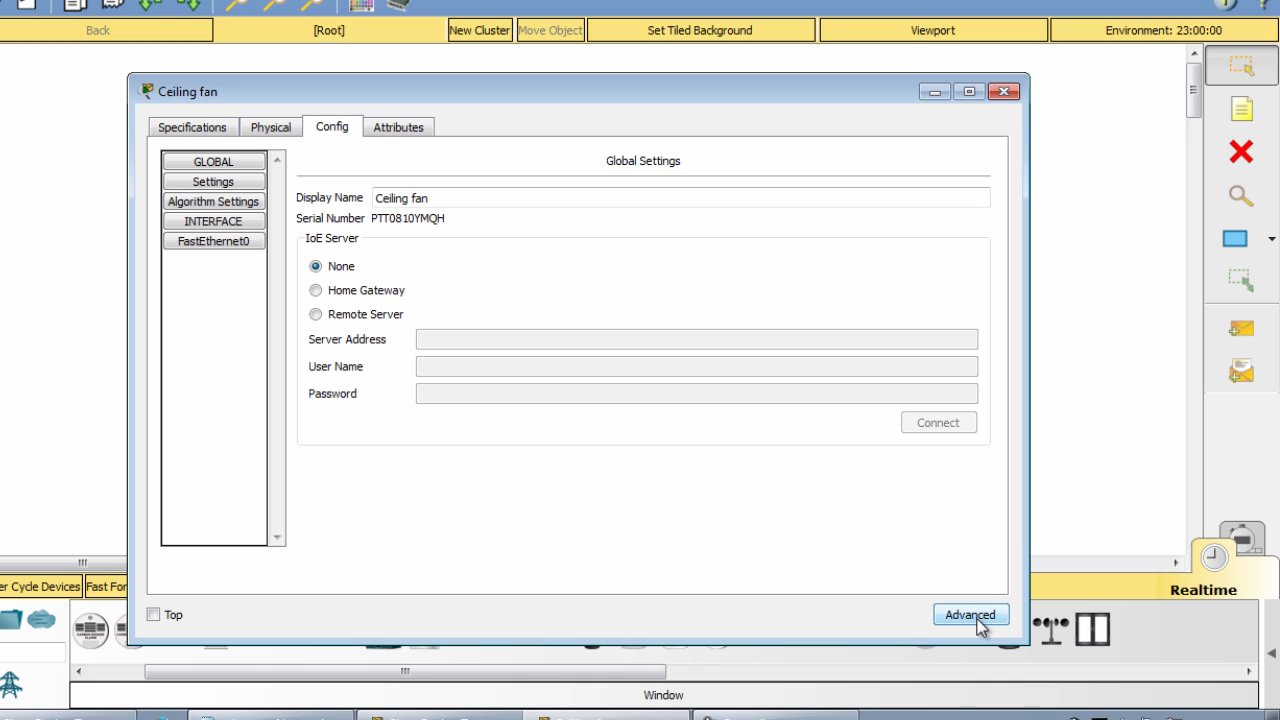 Back
[Root]
New Cluster
Move Object
Set Tiled Background
Viewport
Environment: 23:00:00
Ceiling fan
Specifications
Physical
Config
Attributes
GLOBAL
Settings
Algorithm Settings
INTERFACE
FastEthernet0
Global Settings
Display Name Ceiling fan
Serial Number PTT0810YMQH
IoE Server
None
Home Gateway
Remote Server
Server Address
User Name
Password
Connect
Top
Advanced
er Cycle Devices
Fast For
Realtime
Window